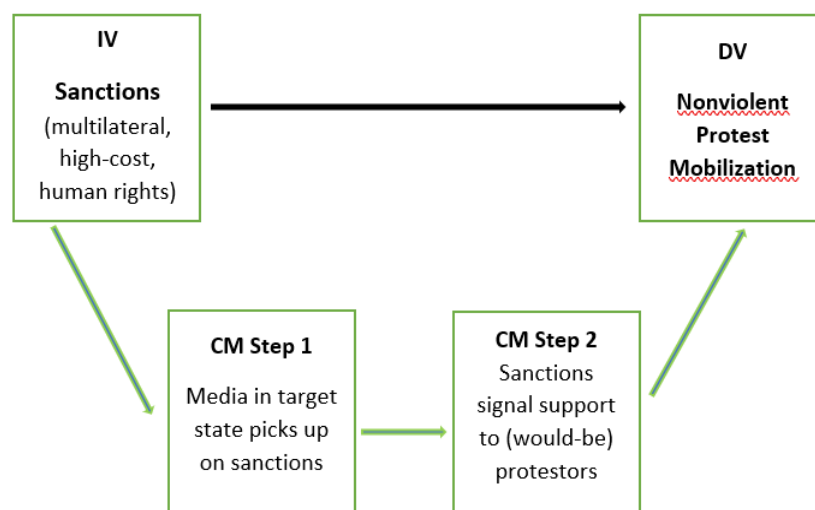 IV
Sanctions
(multilateral,
high-cost,
human rights)
DV
Nonviolent
Protest
Mobilization
CM Step 1
Media in target
state picks up
on sanctions
CM Step 2
Sanctions
signal support
to (would-be)
protestors